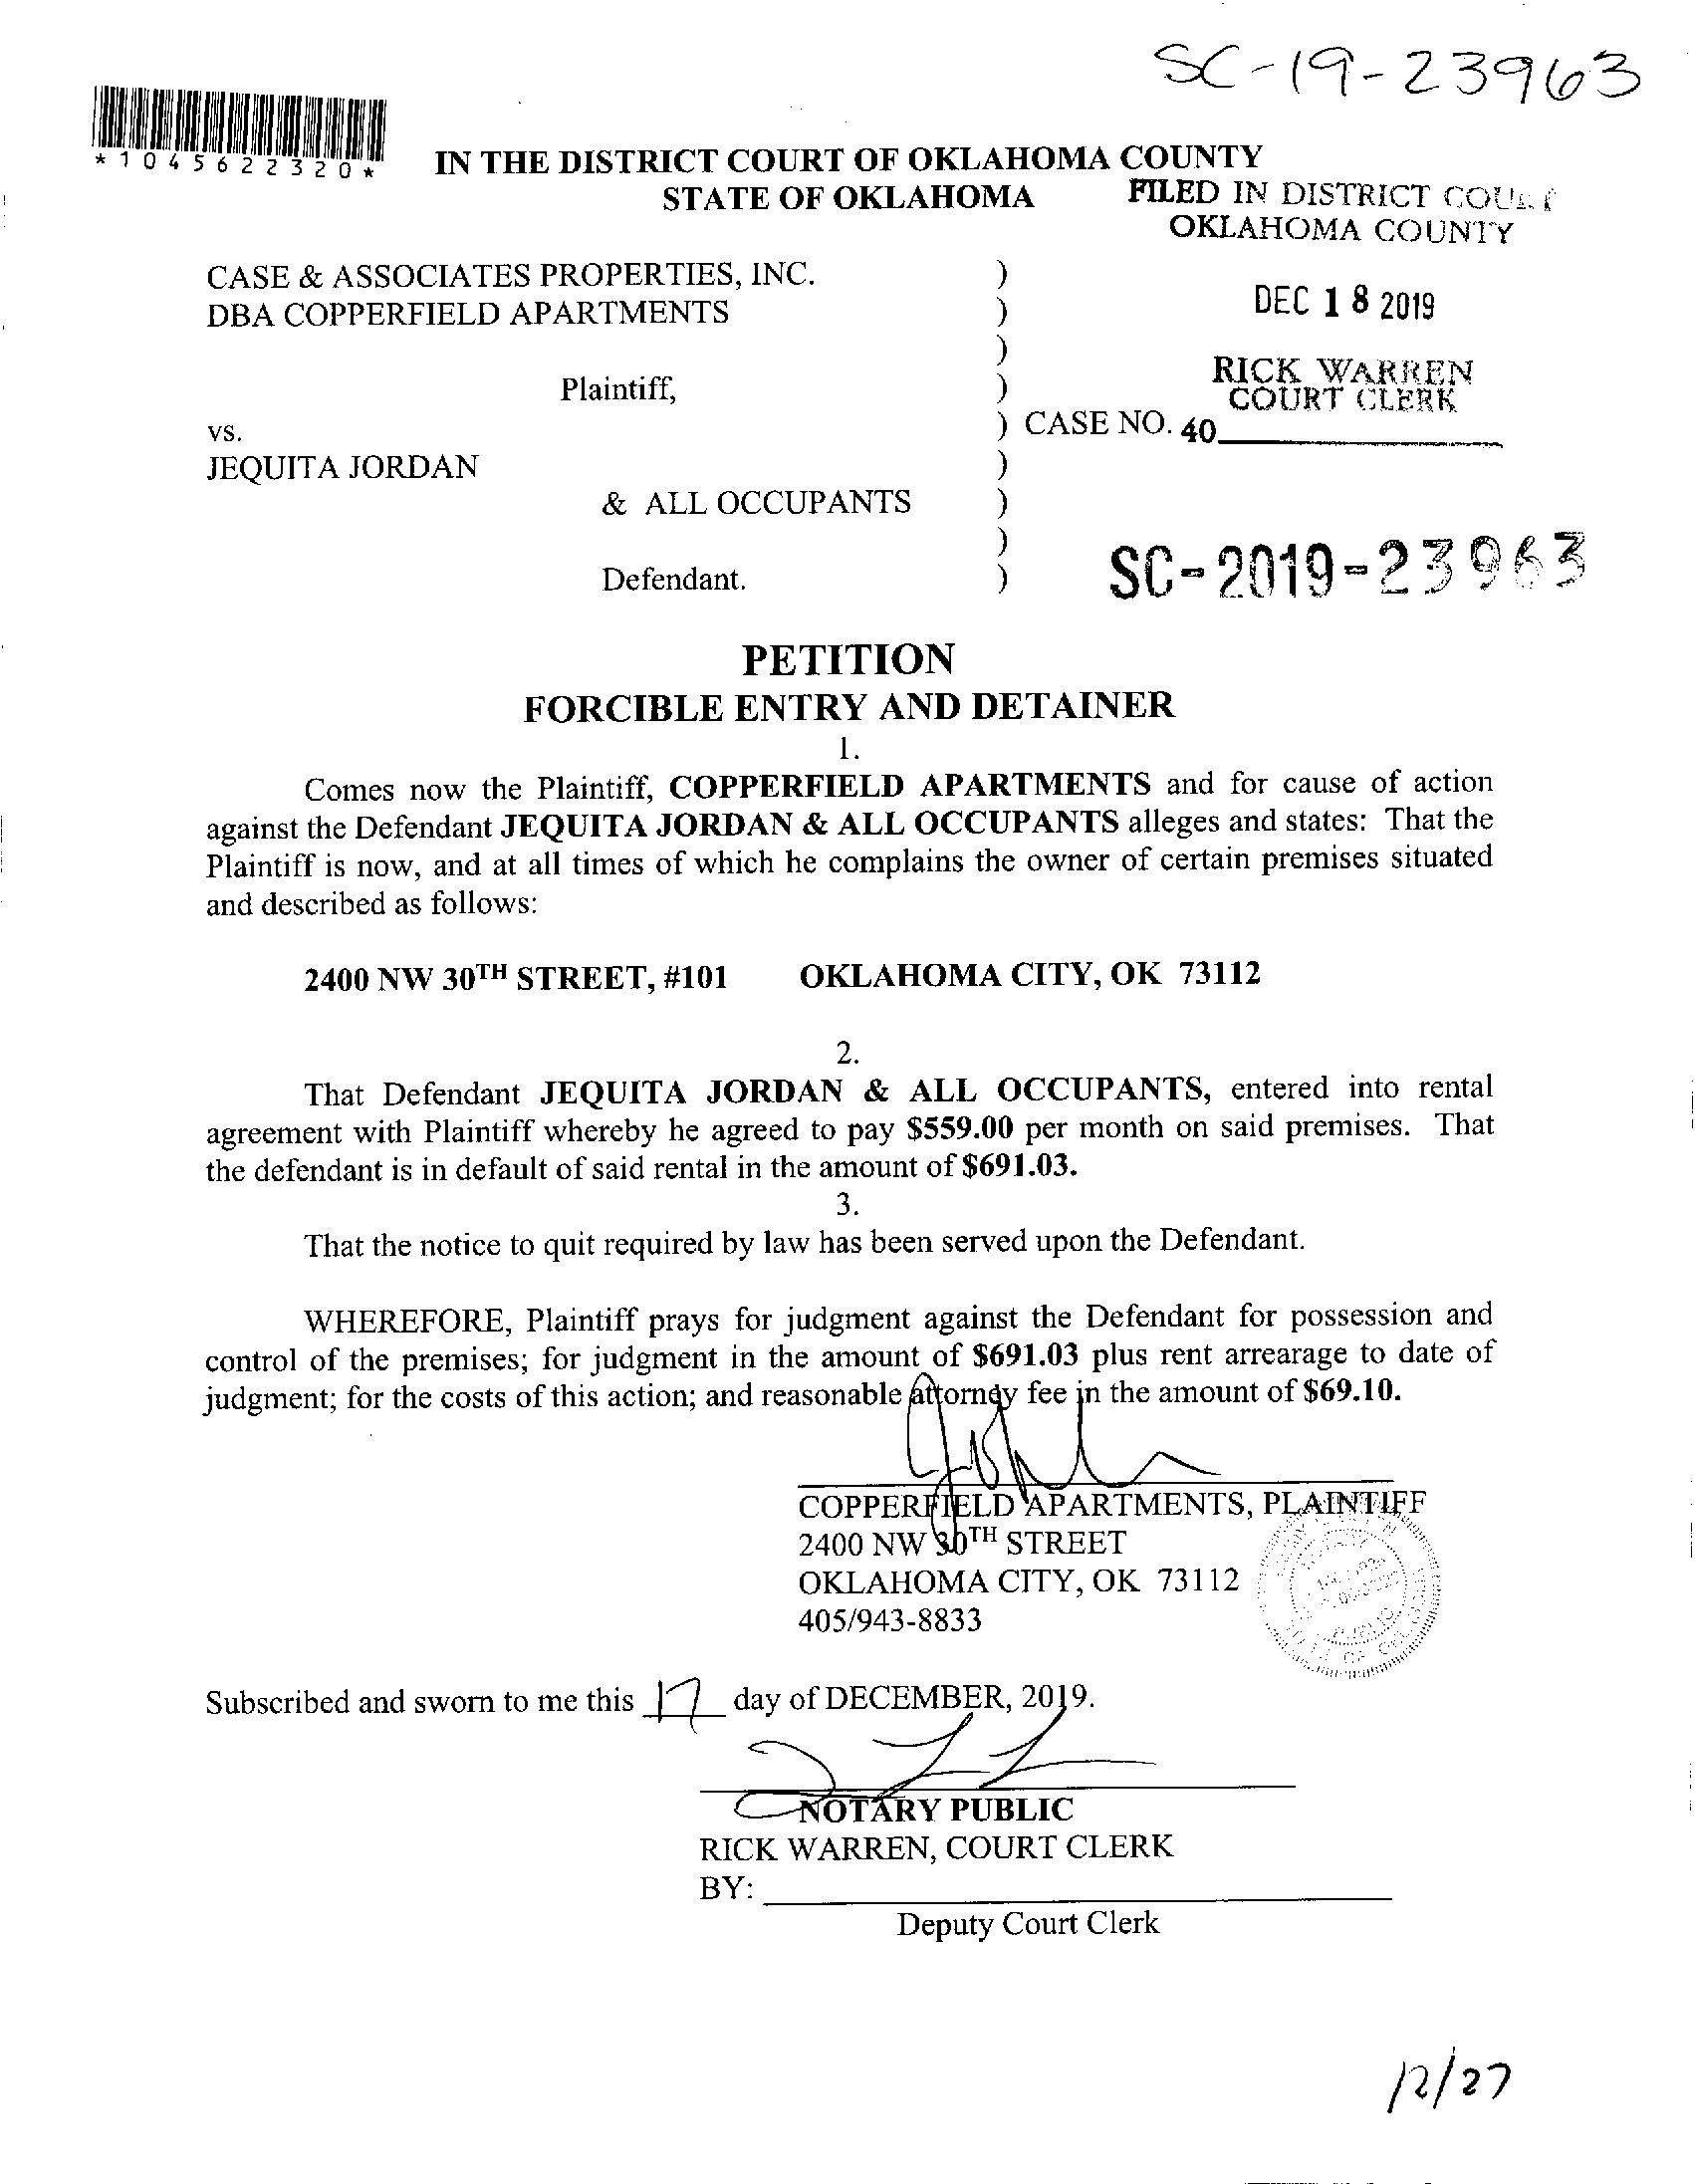 SC-19-23963
*1045622320*
IN THE DISTRICT COURT OF OKLAHOMA COUNTY
STATE OF OKLAHOMA
FILED IN DISTRICT COURT
OKLAHOMA COUNTY
CASE & ASSOCIATES PROPERTIES, INC. )
DBA COPPERFIELD APARTMENTS )
DEC 18 2019
)
Plaintiff, )
RICK WARREN
COURT CLERK
vs. ) CASE NO. 40
JEQUITA JORDAN )
& ALL OCCUPANTS )
)
Defendant. )
SC-2019-23963
PETITION
FORCIBLE ENTRY AND DETAINER
1.
Comes now the Plaintiff, COPPERFIELD APARTMENTS and for cause of action
against the Defendant JEQUITA JORDAN & ALL OCCUPANTS alleges and states: That the
Plaintiff is now, and at all times of which he complains the owner of certain premises situated
and described as follows:
2400 NW 30TH STREET, #101 OKLAHOMA CITY, OK 73112
2.
That Defendant JEQUITA JORDAN & ALL OCCUPANTS, entered into rental
agreement with Plaintiff whereby he agreed to pay $559.00 per month on said premises. That
the defendant is in default of said rental in the amount of $691.03.
3.
That the notice to quit required by law has been served upon the Defendant.
WHEREFORE, Plaintiff prays for judgment against the Defendant for possession and
control of the premises; for judgment in the amount of $691.03 plus rent arrearage to date of
judgment; for the costs of this action; and reasonable attorney fee in the amount of $69.10.
COPPERFIELD APARTMENTS, PLAINTIFF
2400 NW 30TH STREET
OKLAHOMA CITY, OK 73112
405/943-8833
Subscribed and sworn to me this 17 day of DECEMBER, 2019.
NOTARY PUBLIC
RICK WARREN, COURT CLERK
BY:
Deputy Court Clerk
12/27